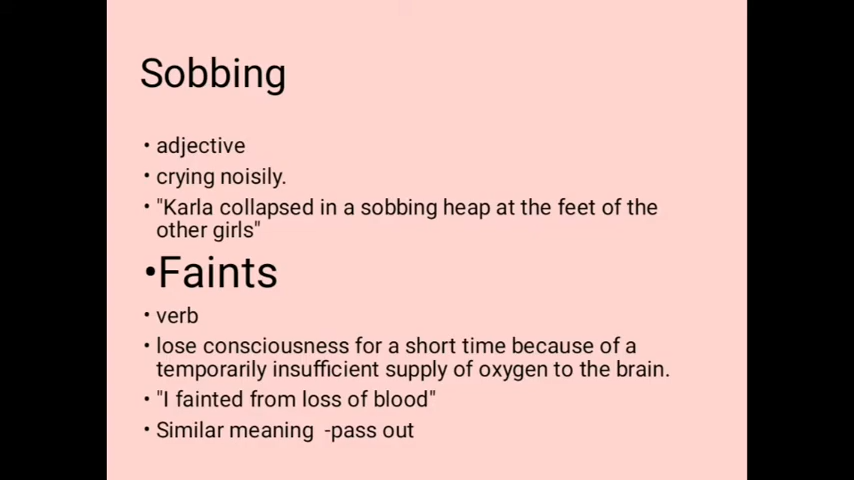 Sobbing
• adjective
• crying noisily.
• "Karla collapsed in a sobbing heap at the feet of the
other girls"
•Faints
• verb
• lose consciousness for a short time because of a
temporarily insufficient supply of oxygen to the brain.
• "I fainted from loss of blood"
• Similar meaning  -pass out